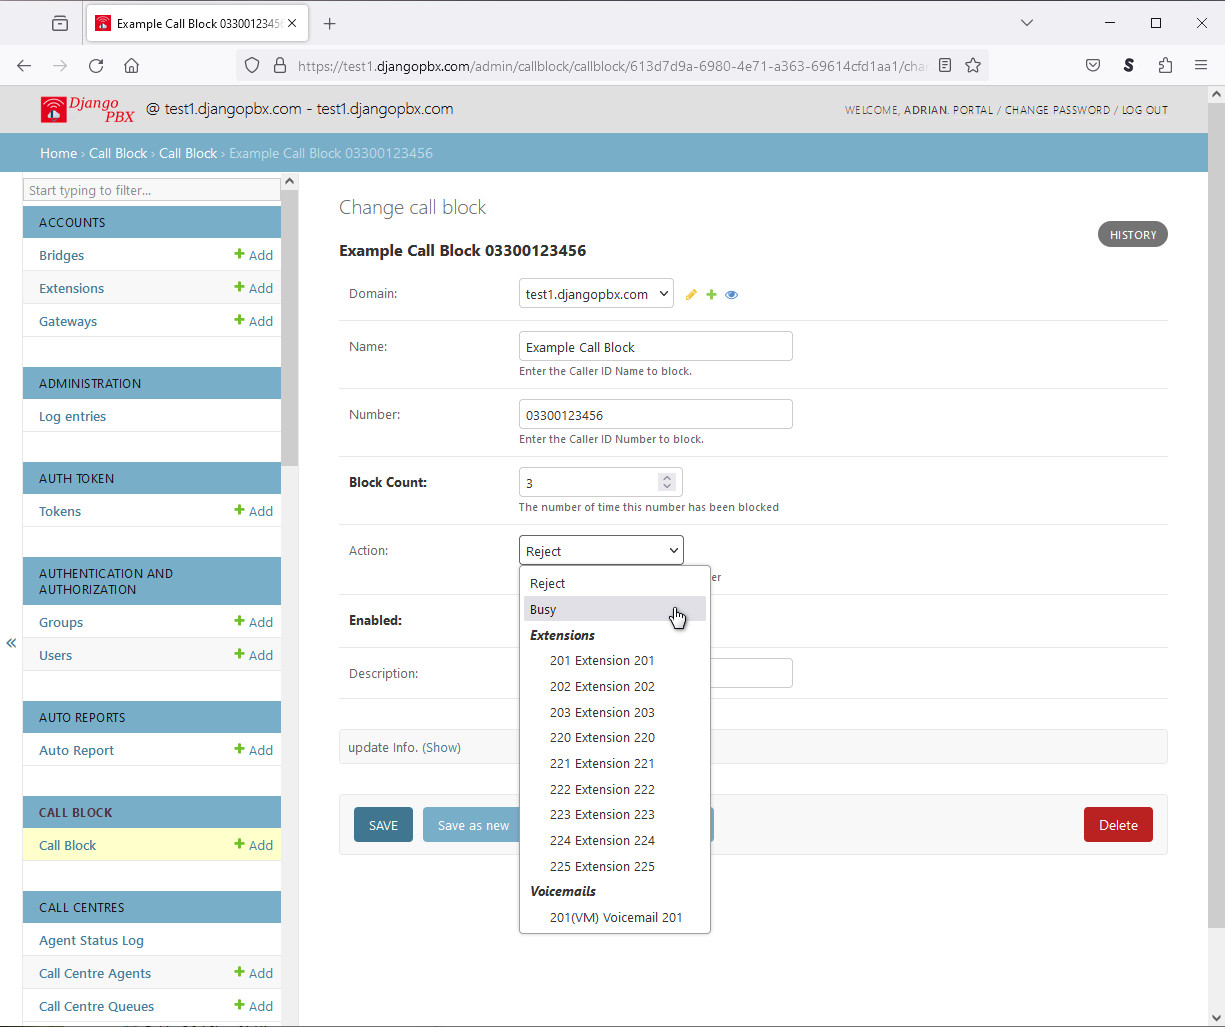 Example Call Block 0330012345
https://test1.djangopbx.com/admin/callblock/callblock/613d7d9a-6980-4e71-a363-69614cfd1aa1/cha
Django PBX @ test1.djangopbx.com - test1.djangopbx.com
WELCOME, ADRIAN. PORTAL / CHANGE PASSWORD / LOG OUT
Home › Call Block › Call Block › Example Call Block 03300123456
Start typing to filter...
ACCOUNTS
Bridges Add
Extensions Add
Gateways Add
ADMINISTRATION
Log entries
AUTH TOKEN
Tokens Add
AUTHENTICATION AND
AUTHORIZATION
Groups Add
Users Add
AUTO REPORTS
Auto Report Add
CALL BLOCK
Call Block Add
CALL CENTRES
Agent Status Log
Call Centre Agents Add
Call Centre Queues Add
«
Change call block
HISTORY
Example Call Block 03300123456
Domain: test1.djangopbx.com
Name: Example Call Block
Enter the Caller ID Name to block.
Number: 03300123456
Enter the Caller ID Number to block.
Block Count: 3
The number of time this number has been blocked
Action: Reject
er
Reject
Busy
Extensions
201 Extension 201
202 Extension 202
203 Extension 203
220 Extension 220
221 Extension 221
222 Extension 222
223 Extension 223
224 Extension 224
225 Extension 225
Voicemails
201(VM) Voicemail 201
Enabled:
Description:
update Info. (Show)
SAVE
Save as new
Delete